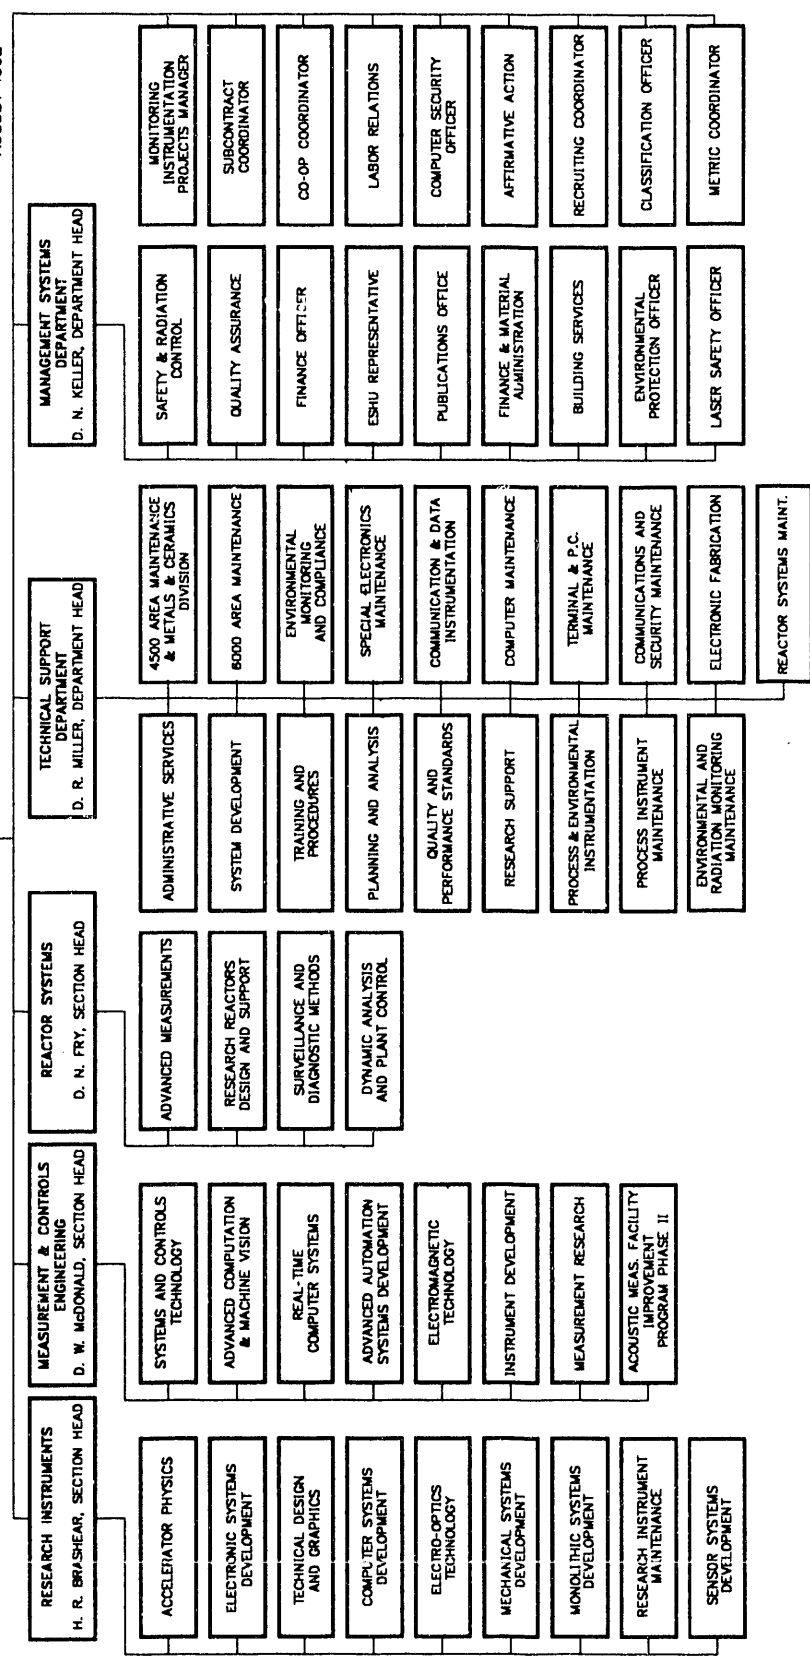 RESEARCH INSTRUMENTS
H. R. BRASHEAR, SECTION HEAD
ACCELERATOR PHYSICS
ELECTRONIC SYSTEMS
DEVELOPMENT
TECHNICAL DESIGN
AND GRAPHICS
COMPUTER SYSTEMS
DEVELOPMENT
ELECTRO-OPTICS
TECHNOLOGY
MECHANICAL SYSTEMS
DEVELOPMENT
MONOLITHIC SYSTEMS
DEVELOPMENT
RESEARCH INSTRUMENT
MAINTENANCE
SENSOR SYSTEMS
DEVELOPMENT
MEASUREMENT & CONTROLS
ENGINEERING
D. W. McDONALD, SECTION HEAD
SYSTEMS AND CONTROLS
TECHNOLOGY
ADVANCED COMPUTATION
& MACHINE VISION
REAL-TIME
COMPUTER SYSTEMS
ADVANCED AUTOMATION
SYSTEMS DEVELOPMENT
ELECTROMAGNETIC
TECHNOLOGY
INSTRUMENT DEVELOPMENT
MEASUREMENT RESEARCH
ACOUSTIC MEAS. FACILITY
IMPROVEMENT
PROGRAM PHASE II
REACTOR SYSTEMS
D. N. FRY, SECTION HEAD
ADVANCED MEASUREMENTS
RESEARCH REACTORS
DESIGN AND SUPPORT
SURVEILLANCE AND
DIAGNOSTIC METHODS
DYNAMIC ANALYSIS
AND PLANT CONTROL
TECHNICAL SUPPORT
DEPARTMENT
D. R. MILLER, DEPARTMENT HEAD
ADMINISTRATIVE SERVICES
SYSTEM DEVELOPMENT
TRAINING AND
PROCEDURES
PLANNING AND ANALYSIS
QUALITY AND
PERFORMANCE STANDARDS
RESEARCH SUPPORT
PROCESS & ENVIRONMENTAL
INSTRUMENTATION
PROCESS INSTRUMENT
MAINTENANCE
ENVIRONMENTAL AND
RADIATION MONITORING
MAINTENANCE
4500 AREA MAINTENANCE
& METALS & CERAMICS
DIVISION
6000 AREA MAINTENANCE
ENVIRONMENTAL
MONITORING
AND COMPLIANCE
SPECIAL ELECTRONICS
MAINTENANCE
COMMUNICATION & DATA
INSTRUMENTATION
COMPUTER MAINTENANCE
TERMINAL & P.C.
MAINTENANCE
COMMUNICATIONS AND
SECURITY MAINTENANCE
ELECTRONIC FABRICATION
REACTOR SYSTEMS MAINT.
MANAGEMENT SYSTEMS
DEPARTMENT
D. N. KELLER, DEPARTMENT HEAD
SAFETY & RADIATION
CONTROL
QUALITY ASSURANCE
FINANCE OFFICER
ESHU REPRESENTATIVE
PUBLICATIONS OFFICE
FINANCE & MATERIAL
ADMINISTRATION
BUILDING SERVICES
ENVIRONMENTAL
PROTECTION OFFICER
LASER SAFETY OFFICER
MONITORING
INSTRUMENTATION
PROJECTS MANAGER
SUBCONTRACT
COORDINATOR
CO-OP COORDINATOR
LABOR RELATIONS
COMPUTER SECURITY
OFFICER
AFFIRMATIVE ACTION
RECRUITING COORDINATOR
CLASSIFICATION OFFICER
METRIC COORDINATOR